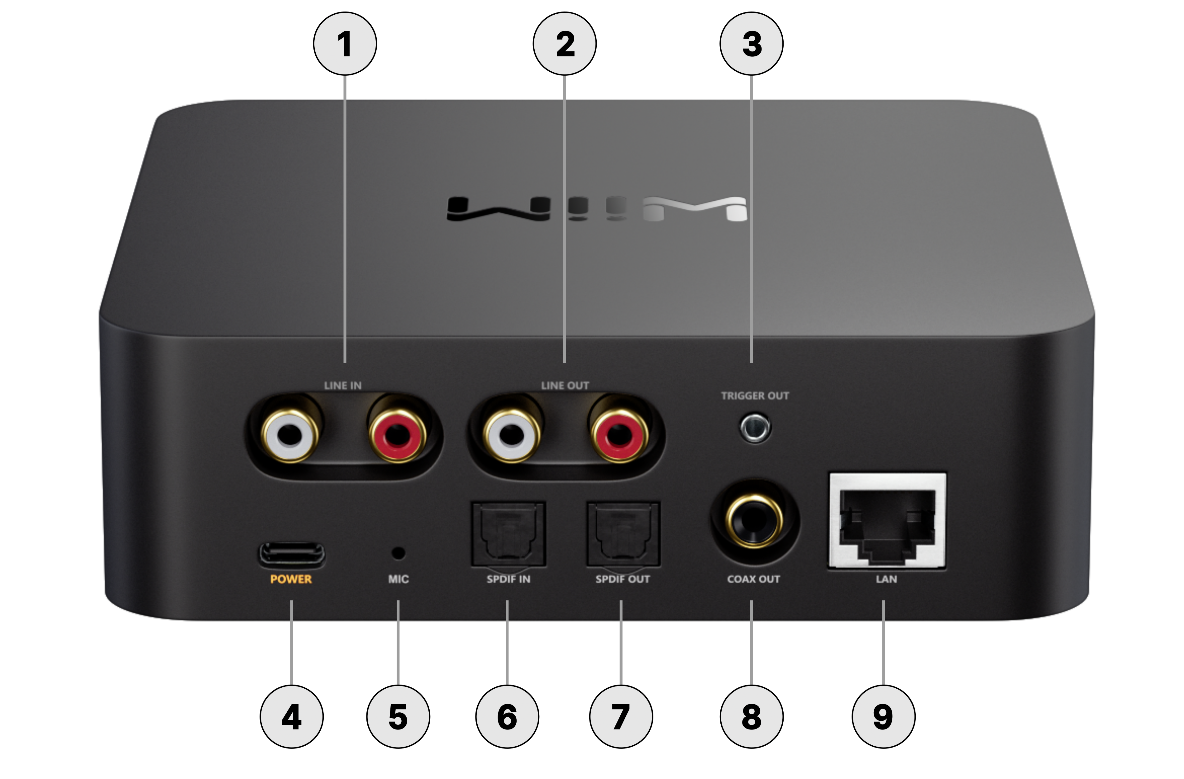 1 2 3
WiiM
LINE IN LINE OUT TRIGGER OUT
POWER MIC SPDIF IN SPDIF OUT COAX OUT LAN
4 5 6 7 8 9